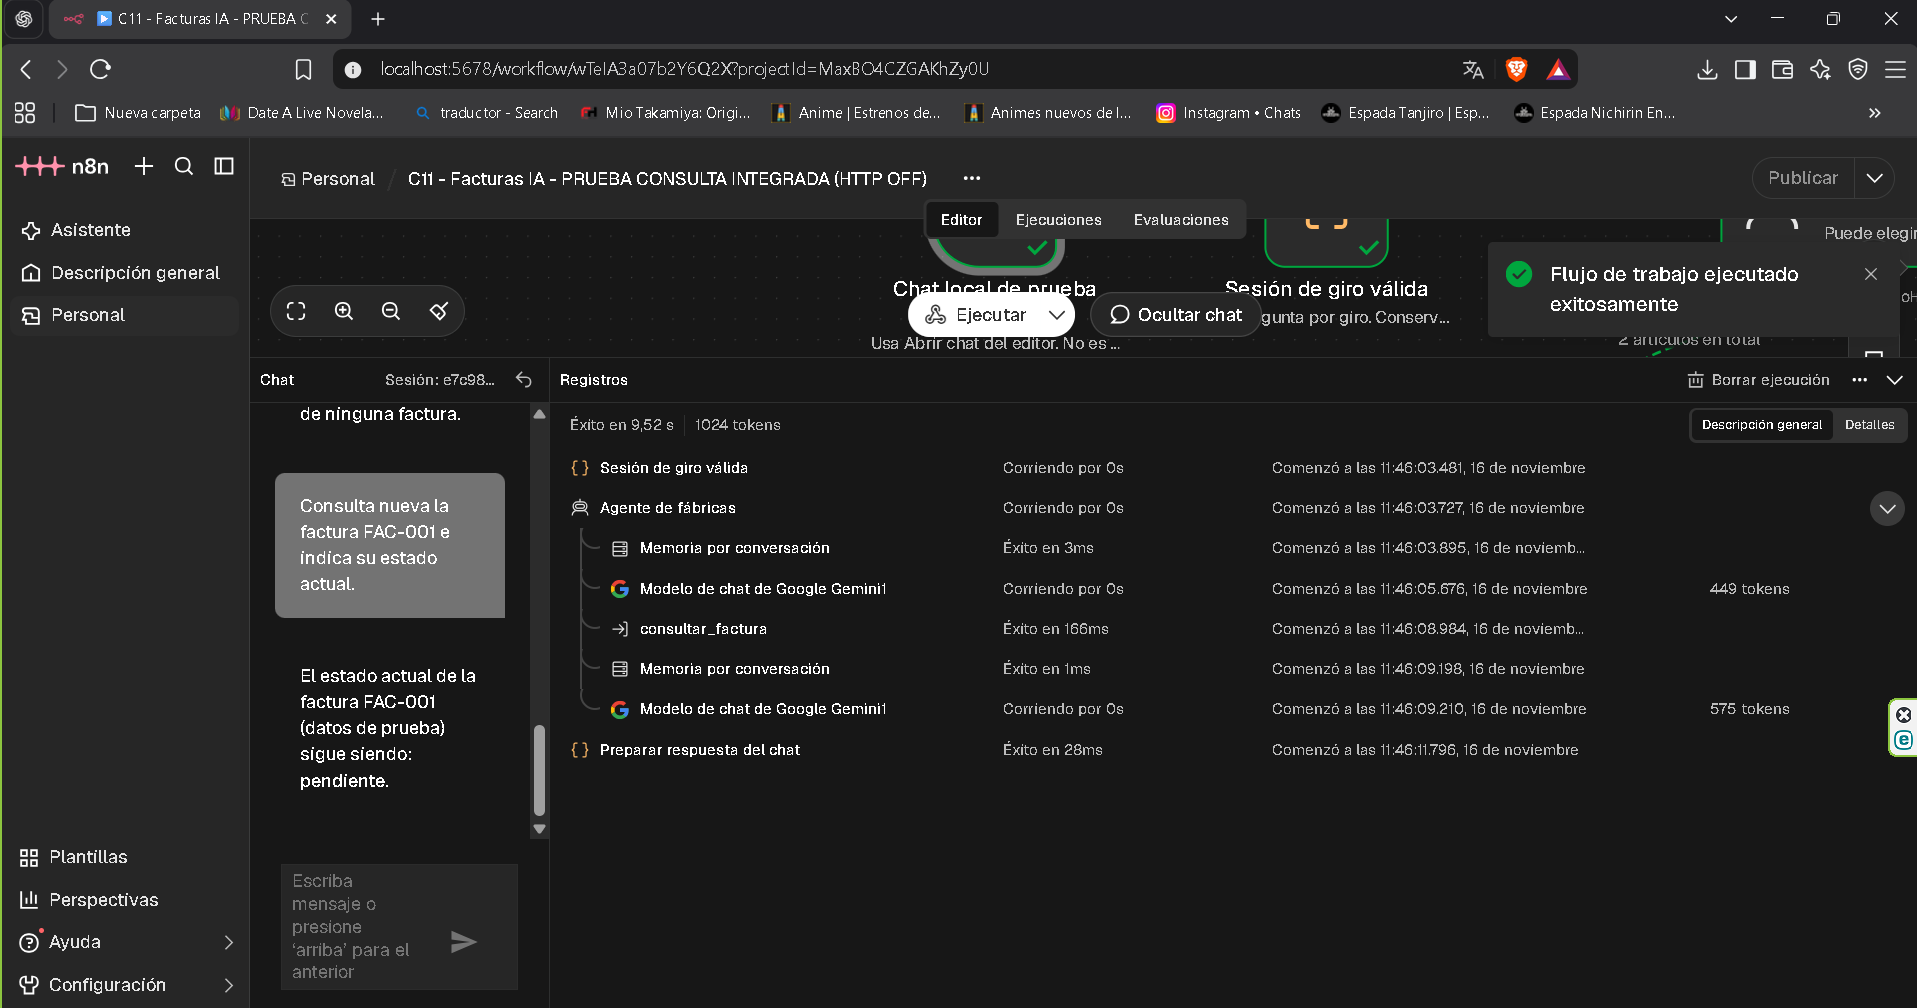 C11 - Facturas IA - PRUEBA C
localhost:5678/workflow/wTeIA3a07b2Y6Q2X?projectId=MaxBO4CZGAKhZy0U
Nueva carpeta
Date A Live Novela...
traductor - Search
Mio Takamiya: Origi...
Anime | Estrenos de...
Animes nuevos de l...
Instagram • Chats
Espada Tanjiro | Esp...
Espada Nichirin En...
n8n
Personal / C11 - Facturas IA - PRUEBA CONSULTA INTEGRADA (HTTP OFF)
Publicar
Asistente
Descripción general
Personal
Editor
Ejecuciones
Evaluaciones
Puede elegir
Chat local de prueba
Sesión de giro válida
Ejecutar
Ocultar chat
gunta por giro. Conserv...
Usa Abrir chat del editor. No es ...
2 artículos en total
Flujo de trabajo ejecutado
exitosamente
Chat
Sesión: e7c98...
de ninguna factura.
Consulta nueva la
factura FAC-001 e
indica su estado
actual.
El estado actual de la
factura FAC-001
(datos de prueba)
sigue siendo:
pendiente.
Escriba
mensaje o
presione
‘arriba’ para el
anterior
Registros
Borrar ejecución
Éxito en 9,52 s
1024 tokens
Descripción general
Detalles
Sesión de giro válida Corriendo por 0s Comenzó a las 11:46:03.481, 16 de noviembre
Agente de fábricas Corriendo por 0s Comenzó a las 11:46:03.727, 16 de noviembre
Memoria por conversación Éxito en 3ms Comenzó a las 11:46:03.895, 16 de noviemb...
Modelo de chat de Google Gemini1 Corriendo por 0s Comenzó a las 11:46:05.676, 16 de noviembre 449 tokens
consultar_factura Éxito en 166ms Comenzó a las 11:46:08.984, 16 de noviemb...
Memoria por conversación Éxito en 1ms Comenzó a las 11:46:09.198, 16 de noviembre
Modelo de chat de Google Gemini1 Corriendo por 0s Comenzó a las 11:46:09.210, 16 de noviembre 575 tokens
Preparar respuesta del chat Éxito en 28ms Comenzó a las 11:46:11.796, 16 de noviembre
Plantillas
Perspectivas
Ayuda
Configuración